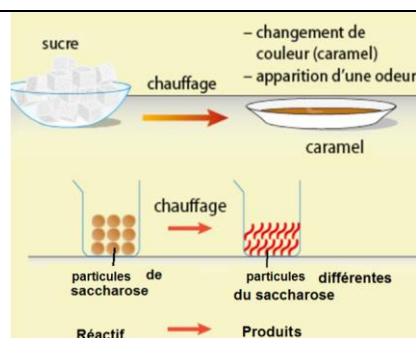 sucre
– changement de
couleur (caramel)
– apparition d'une odeur
chauffage
caramel
chauffage
particules de
saccharose
particules différentes
du saccharose
Réactif
Produits